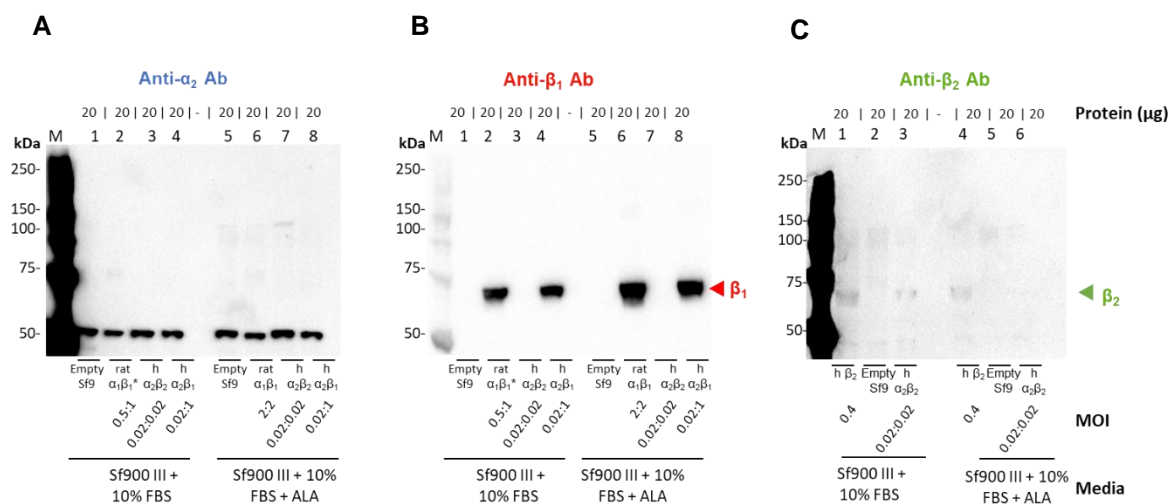 A
B
C
Anti-α₂ Ab
Anti-β₁ Ab
Anti-β₂ Ab
20 | 20 | 20 | 20 | - | 20 | 20 | 20 | 20
20 | 20 | 20 | 20 | - | 20 | 20 | 20 | 20
20 | 20 | 20 | - | 20 | 20 | 20
Protein (µg)
M 1 2 3 4 5 6 7 8
M 1 2 3 4 5 6 7 8
M 1 2 3 4 5 6
kDa
250-
150-
100-
75-
50-
kDa
250-
150-
100-
75-
50-
β₁
kDa
250-
150-
100-
75-
50-
β₂
Empty Sf9 rat α₁β₁* h α₂β₂ h α₂β₁ Empty Sf9 rat α₁β₁ h α₂β₂ h α₂β₁
Empty Sf9 rat α₁β₁* h α₂β₂ h α₂β₁ Empty Sf9 rat α₁β₁ h α₂β₂ h α₂β₁
h β₂ Empty Sf9 h α₂β₂ h β₂ Empty Sf9 h α₂β₂
0.5:1 0.02:0.02 0.02:1 2:2 0.02:0.02 0.02:1
0.5:1 0.02:0.02 0.02:1 2:2 0.02:0.02 0.02:1
0.4 0.02:0.02 0.4 0.02:0.02
MOI
Sf900 III +
10% FBS
Sf900 III + 10%
FBS + ALA
Sf900 III +
10% FBS
Sf900 III + 10%
FBS + ALA
Sf900 III +
10% FBS
Sf900 III + 10%
FBS + ALA
Media